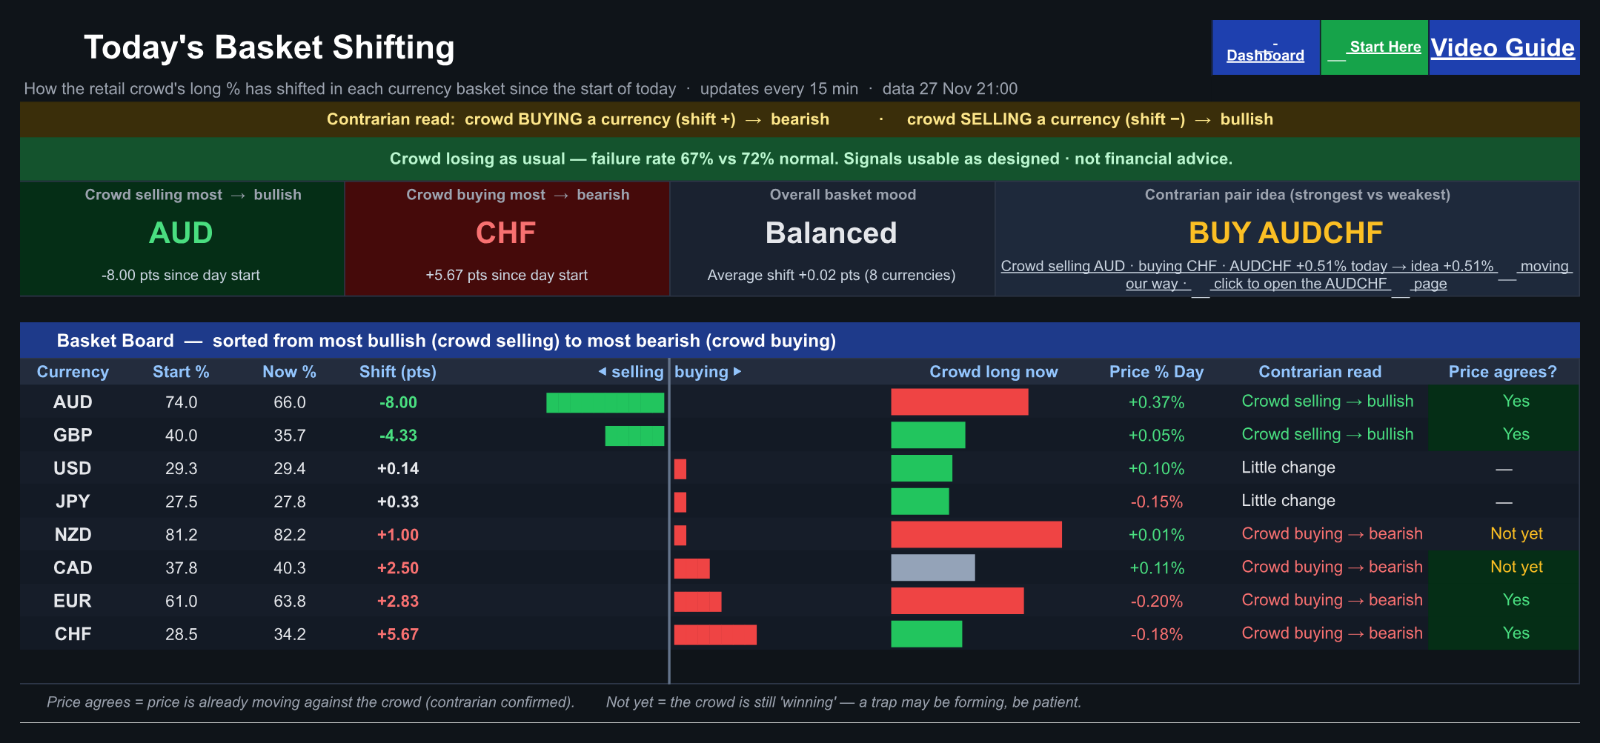 Today's Basket Shifting
Dashboard
Start Here
Video Guide
How the retail crowd's long % has shifted in each currency basket since the start of today · updates every 15 min · data 27 Nov 21:00
Contrarian read: crowd BUYING a currency (shift +) → bearish · crowd SELLING a currency (shift −) → bullish
Crowd losing as usual — failure rate 67% vs 72% normal. Signals usable as designed · not financial advice.
Crowd selling most → bullish
AUD
-8.00 pts since day start
Crowd buying most → bearish
CHF
+5.67 pts since day start
Overall basket mood
Balanced
Average shift +0.02 pts (8 currencies)
Contrarian pair idea (strongest vs weakest)
BUY AUDCHF
Crowd selling AUD · buying CHF · AUDCHF +0.51% today → idea +0.51% moving
our way · click to open the AUDCHF page
Basket Board — sorted from most bullish (crowd selling) to most bearish (crowd buying)
Currency Start % Now % Shift (pts) ◄ selling buying ► Crowd long now Price % Day Contrarian read Price agrees?
AUD 74.0 66.0 -8.00 +0.37% Crowd selling → bullish Yes
GBP 40.0 35.7 -4.33 +0.05% Crowd selling → bullish Yes
USD 29.3 29.4 +0.14 +0.10% Little change —
JPY 27.5 27.8 +0.33 -0.15% Little change —
NZD 81.2 82.2 +1.00 +0.01% Crowd buying → bearish Not yet
CAD 37.8 40.3 +2.50 +0.11% Crowd buying → bearish Not yet
EUR 61.0 63.8 +2.83 -0.20% Crowd buying → bearish Yes
CHF 28.5 34.2 +5.67 -0.18% Crowd buying → bearish Yes
Price agrees = price is already moving against the crowd (contrarian confirmed). Not yet = the crowd is still 'winning' — a trap may be forming, be patient.